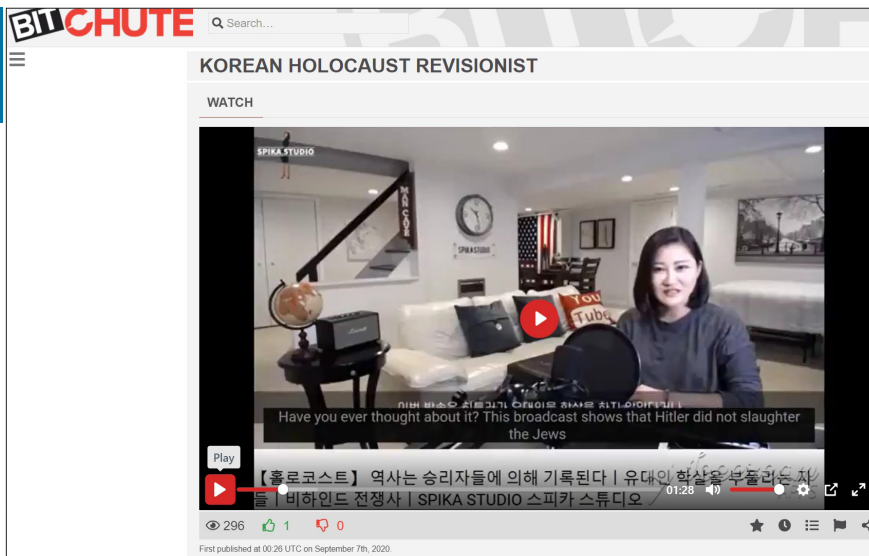 BITCHUTE
Search...
KOREAN HOLOCAUST REVISIONIST
WATCH
SPIKA STUDIO
MAN CAVE
SPIKA STUDIO
YOU
Tube
Have you ever thought about it? This broadcast shows that Hitler did not slaughter
the Jews
Play
【홀로코스트】 역사는 승리자들에 의해 기록된다 | 유대인 학살을 부풀리는 자
들 | 비하인드 전쟁사 | SPIKA STUDIO 스피카 스튜디오
01:28
296 1 0
First published at 00:26 UTC on September 7th, 2020.